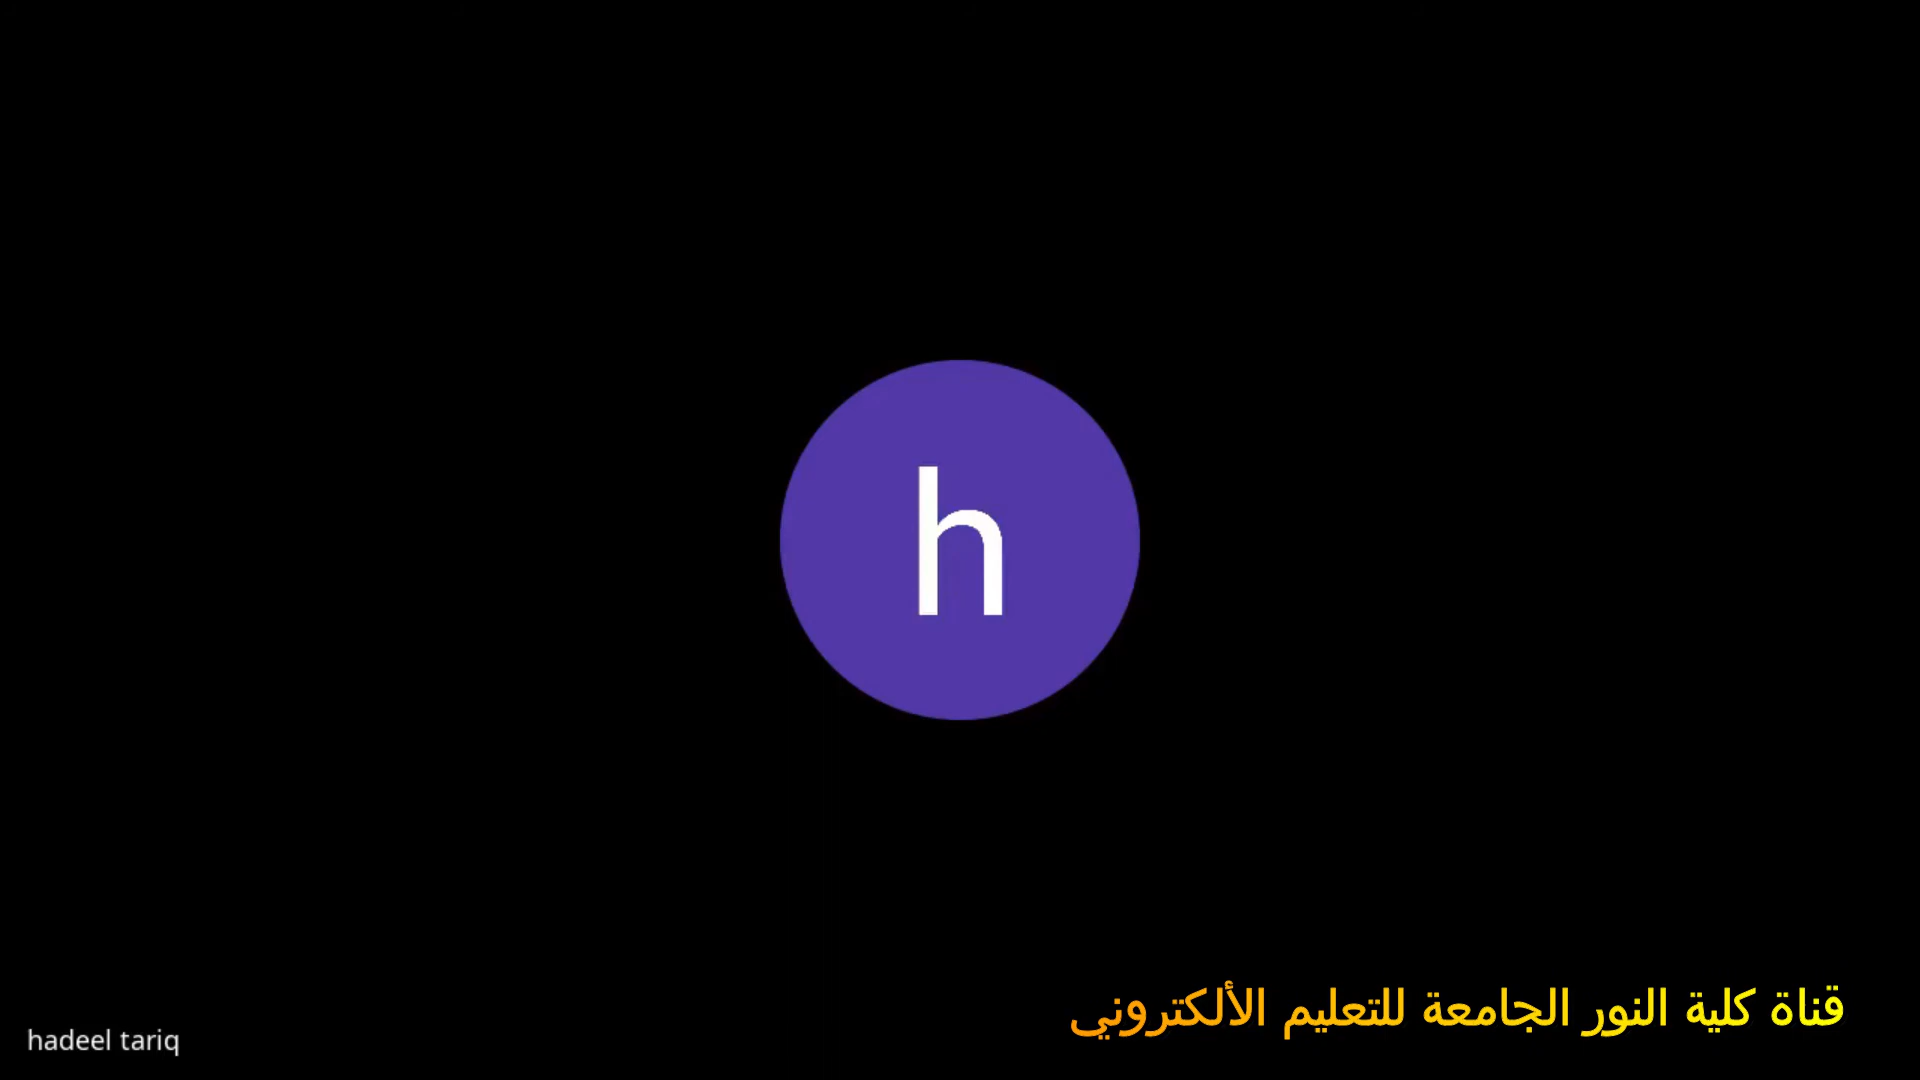 h
قناة كلية النور الجامعة للتعليم الألكتروني
hadeel tariq